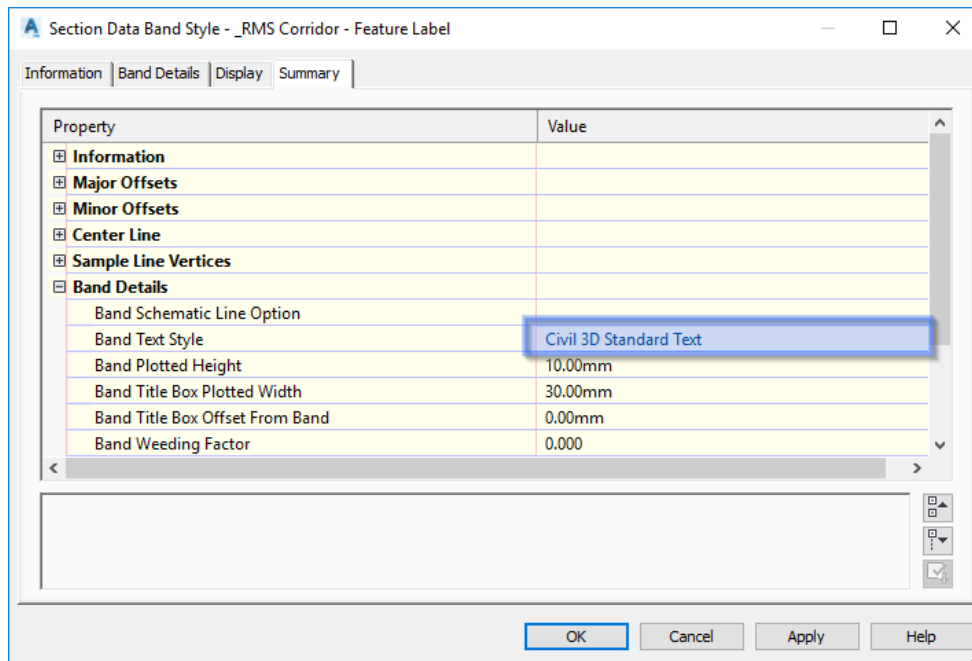 Section Data Band Style - _RMS Corridor - Feature Label
Information Band Details Display Summary
Property Value
Information
Major Offsets
Minor Offsets
Center Line
Sample Line Vertices
Band Details
Band Schematic Line Option
Band Text Style Civil 3D Standard Text
Band Plotted Height 10.00mm
Band Title Box Plotted Width 30.00mm
Band Title Box Offset From Band 0.00mm
Band Weeding Factor 0.000
OK Cancel Apply Help